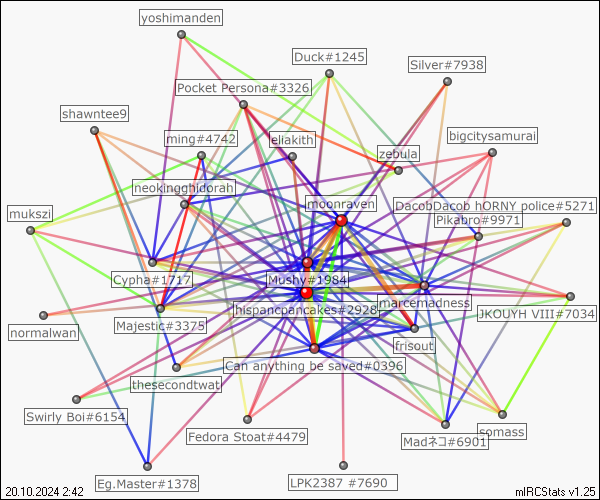 yoshimanden
Duck#1245
Silver#7938
Pocket Persona#3326
shawntee9
ming#4742
eliakith
zebula
bigcitysamurai
neokingghidorah
moonraven
DacobDacob hORNY police#5271
mukszi
Pikabro#9971
Cypha#1717
Mushy#1984
marcemadness
hispancpancakes#2928
JKOUYH VIII#7034
normalwan
Majestic#3375
frisout
Can anything be saved#0396
thesecondtwat
Swirly Boi#6154
somass
Fedora Stoat#4479
Madネコ#6901
Eg.Master#1378
LPK2387 #7690
20.10.2024 2:42
mIRCStats v1.25